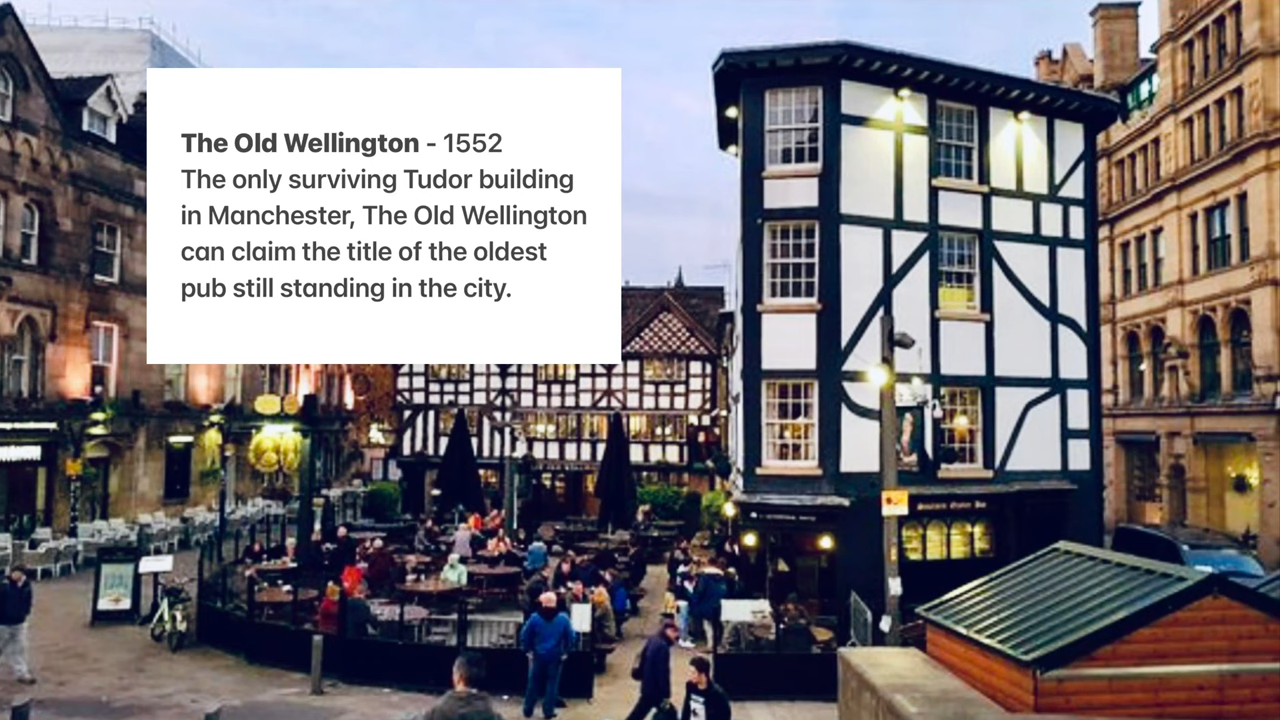 The Old Wellington - 1552
The only surviving Tudor building
in Manchester, The Old Wellington
can claim the title of the oldest
pub still standing in the city.